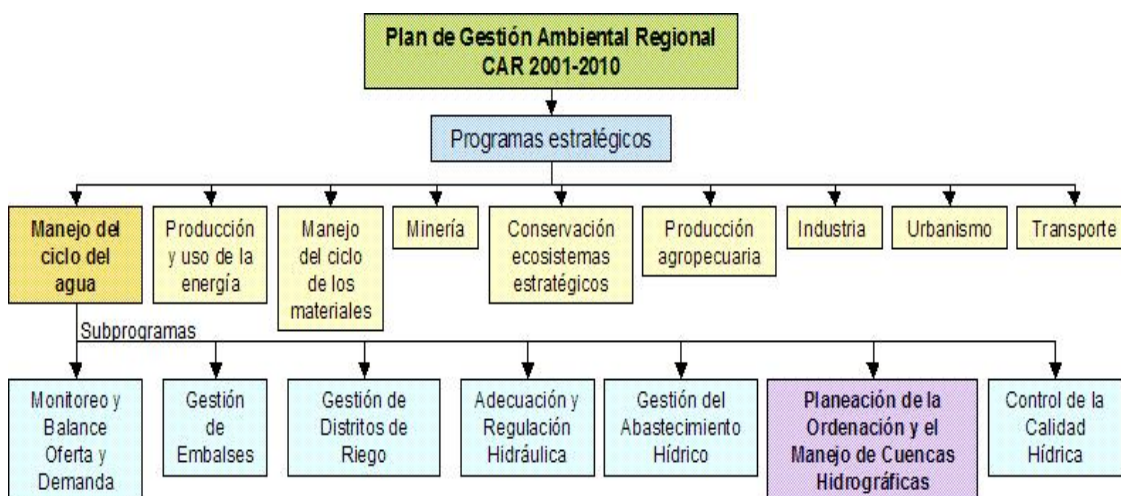 Plan de Gestión Ambiental Regional
CAR 2001-2010
Programas estratégicos
Manejo del
ciclo del
agua
Producción
y uso de la
energía
Manejo
del ciclo
de los
materiales
Minería
Conservación
ecosistemas
estratégicos
Producción
agropecuaria
Industria
Urbanismo
Transporte
Subprogramas
Monitoreo y
Balance
Oferta y
Demanda
Gestión
de
Embalses
Gestión de
Distritos de
Riego
Adecuación y
Regulación
Hidráulica
Gestión del
Abastecimiento
Hídrico
Planeación de la
Ordenación y el
Manejo de Cuencas
Hidrográficas
Control de la
Calidad
Hídrica